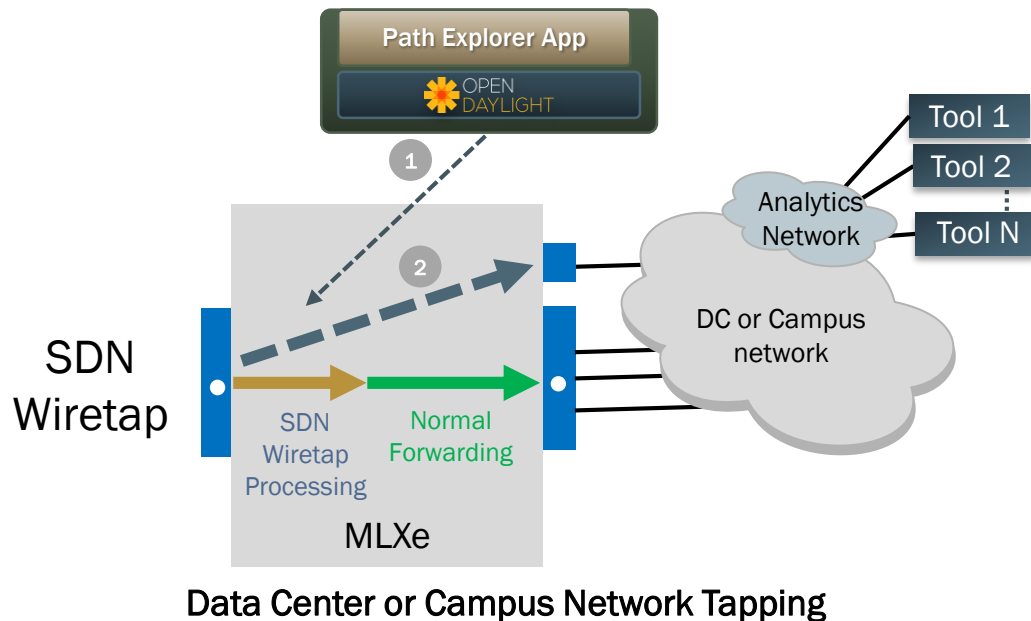 Path Explorer App
OPEN
DAYLIGHT
1
2
Tool 1
Tool 2
Tool N
Analytics
Network
DC or Campus
network
SDN
Wiretap
SDN
Wiretap
Processing
Normal
Forwarding
MLXe
Data Center or Campus Network Tapping